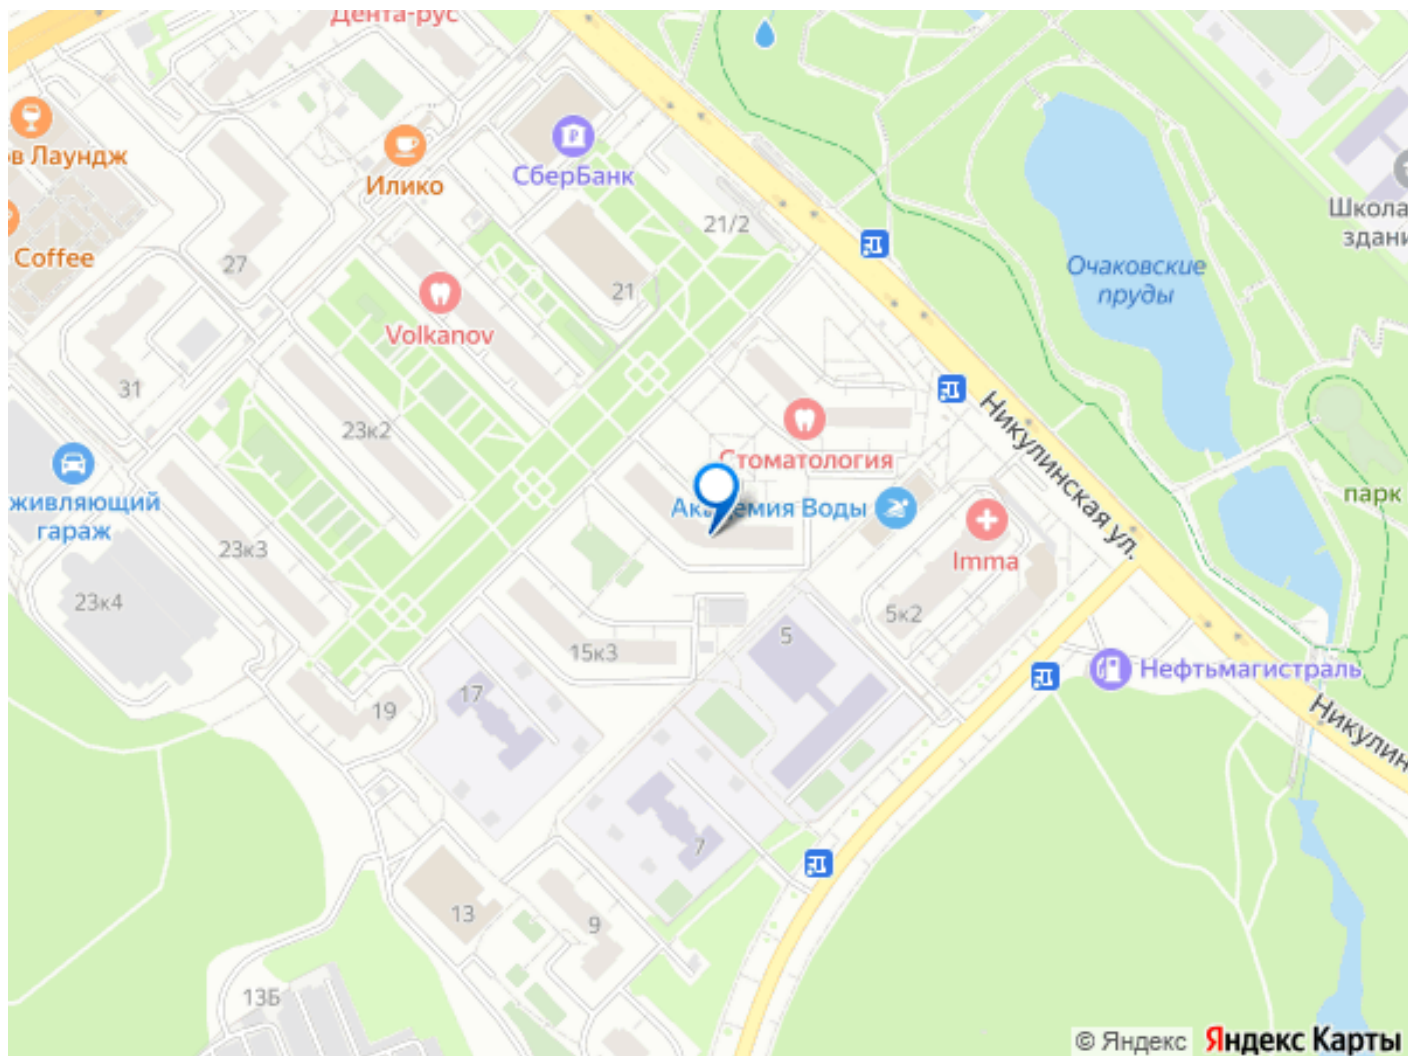 Дента-рус
в Лаундж
Илико
СберБанк
Coffee
27
21/2
21
Volkanov
31
23к2
Очаковские
пруды
Школа
здани
Никулинская ул.
Стоматология
парк
живляющий
гараж
Академия Воды
Imma
23к3
23к4
5к2
5
15к3
17
19
Нефтьмагистраль
Никулин
7
13
9
13Б
© Яндекс Яндекс Карты